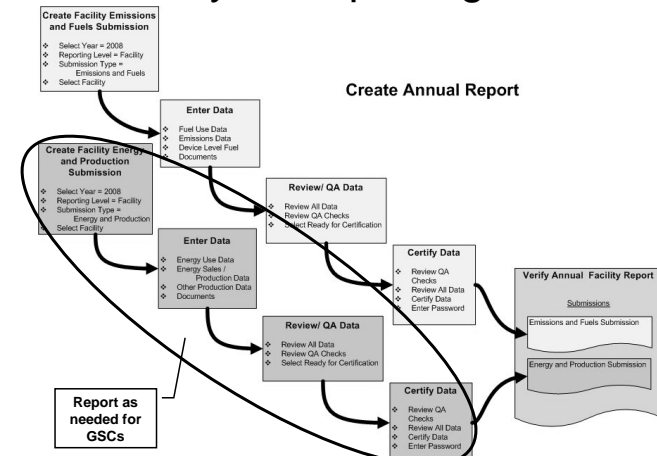 Create Facility Emissions
and Fuels Submission
❖ Select Year = 2008
❖ Reporting Level = Facility
❖ Submission Type =
Emissions and Fuels
❖ Select Facility
Create Annual Report
Enter Data
❖ Fuel Use Data
❖ Emissions Data
❖ Device Level Fuel
❖ Documents
Create Facility Energy
and Production
Submission
❖ Select Year = 2008
❖ Reporting Level = Facility
❖ Submission Type =
Energy and Production
❖ Select Facility
Review/ QA Data
❖ Review All Data
❖ Review QA Checks
❖ Select Ready for Certification
Enter Data
❖ Energy Use Data
❖ Energy Sales /
Production Data
❖ Other Production Data
❖ Documents
Certify Data
❖ Review QA
Checks
❖ Review All Data
❖ Certify Data
❖ Enter Password
Verify Annual Facility Report
Submissions
Emissions and Fuels Submission
Energy and Production Submission
Review/ QA Data
❖ Review All Data
❖ Review QA Checks
❖ Select Ready for Certification
Report as
needed for
GSCs
Certify Data
❖ Review QA
Checks
❖ Review All Data
❖ Certify Data
❖ Enter Password